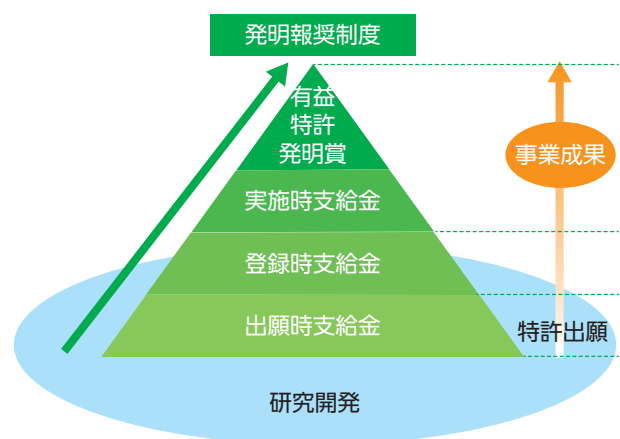 発明報奨制度
有益
特許
発明賞
事業成果
実施時支給金
登録時支給金
出願時支給金
特許出願
研究開発